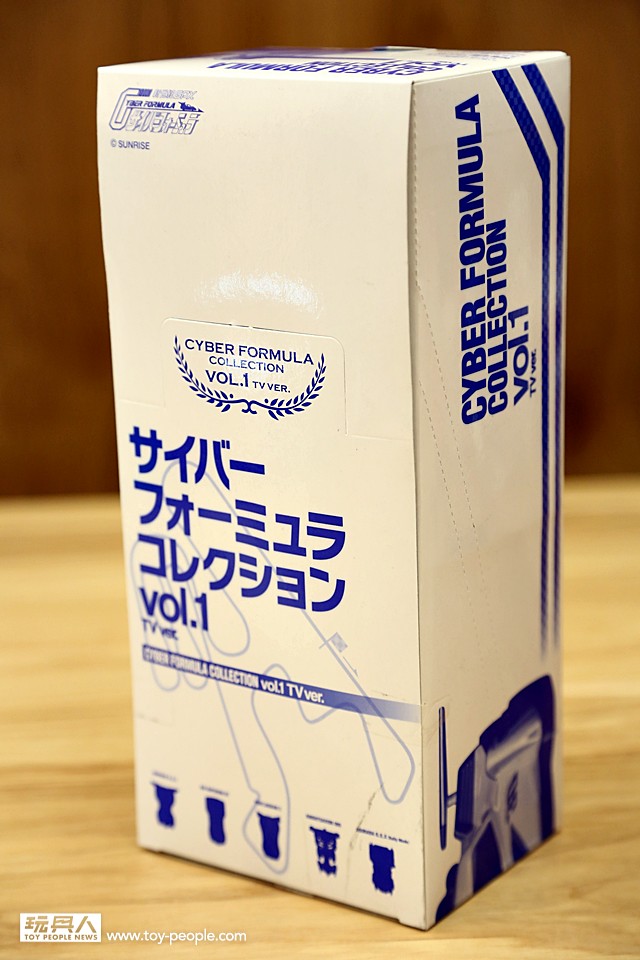 CYBER FORMULA
CYBER FORMULA
© SUNRISE
CYBER FORMULA
COLLECTION
VOL.1 TV VER.
サイバー
フォーミュラ
コレクション
vol.1
TV ver.
CYBER FORMULA COLLECTION vol.1 TV ver.
CYBER FORMULA
COLLECTION
vol.1
TV ver.
玩具人
TOY PEOPLE NEWS
www.toy-people.com